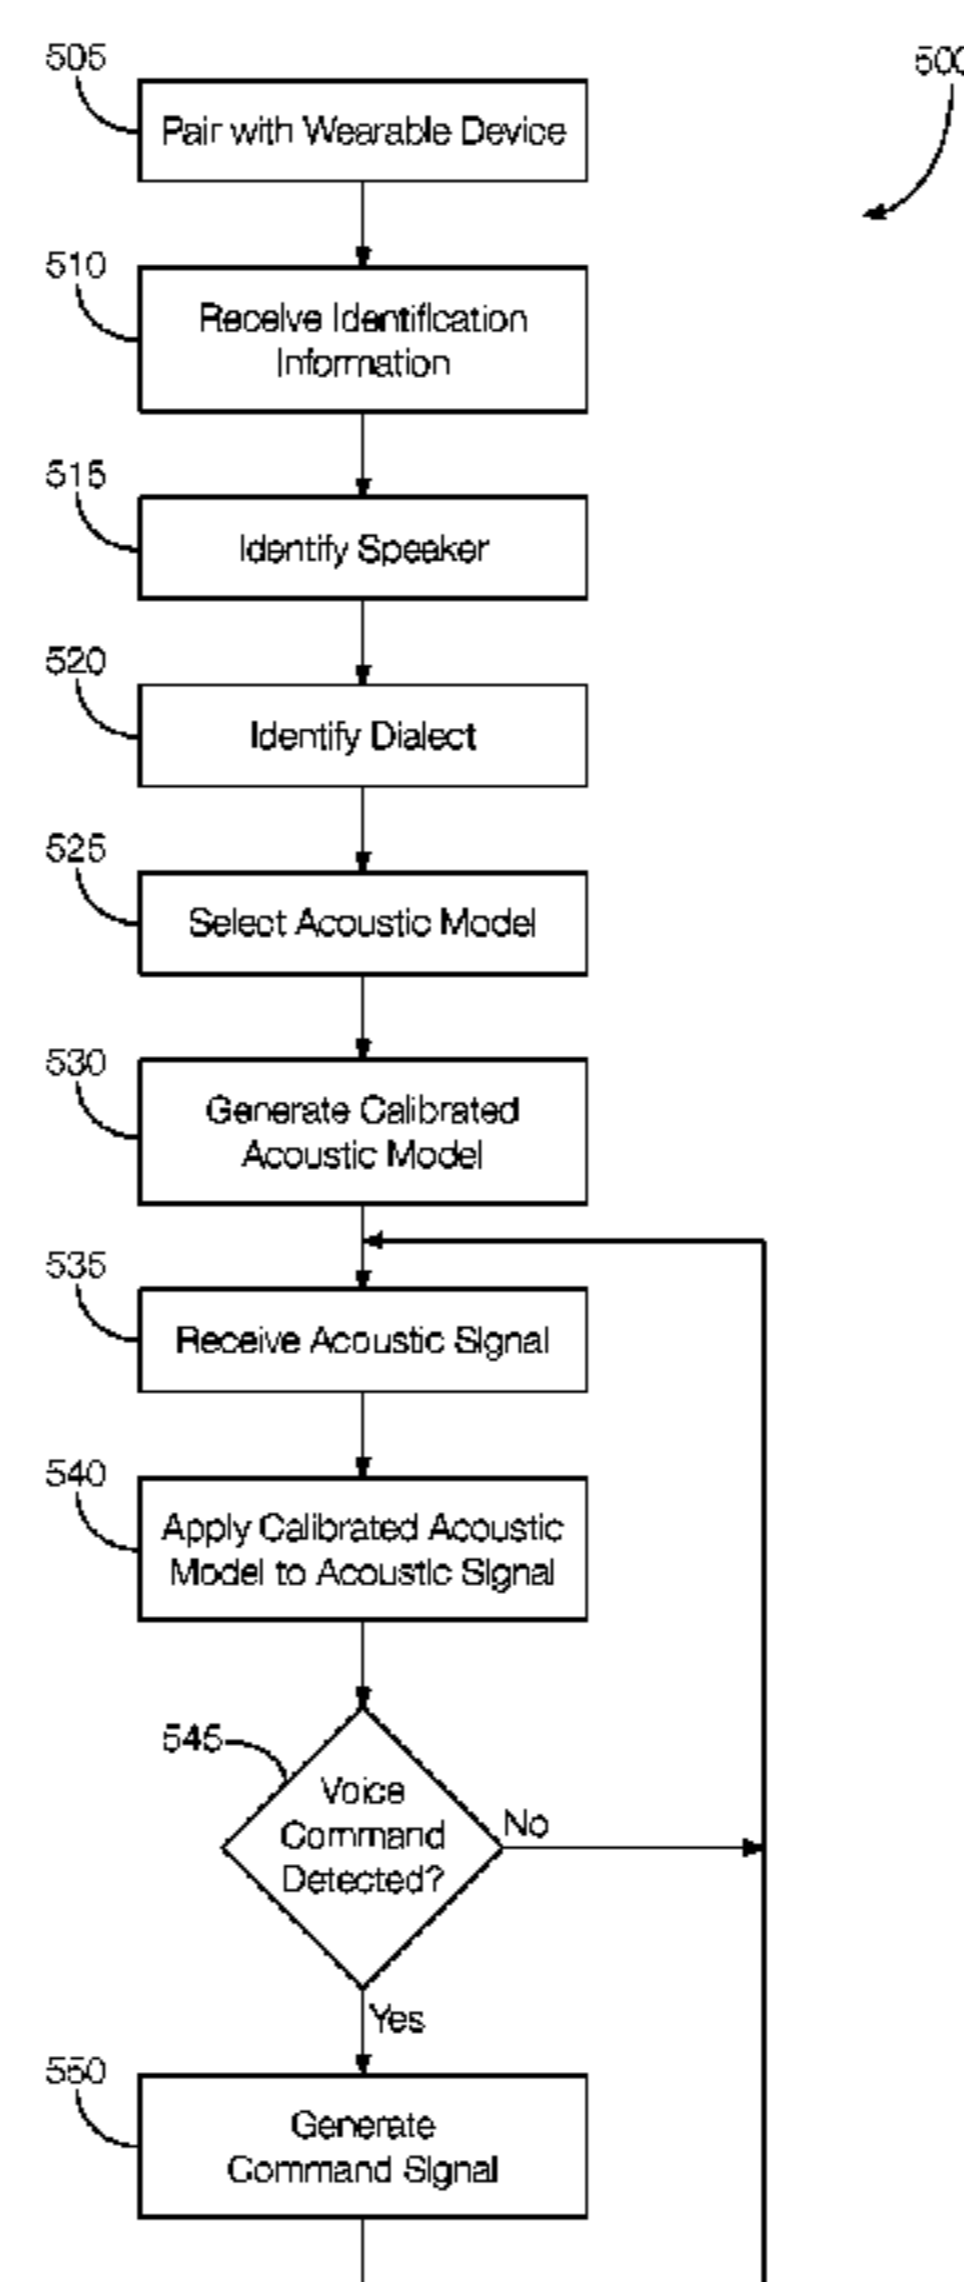 505
500
Pair with Wearable Device
510
Receive Identification
Information
515
Identify Speaker
520
Identify Dialect
525
Select Acoustic Model
530
Generate Calibrated
Acoustic Model
535
Receive Acoustic Signal
540
Apply Calibrated Acoustic
Model to Acoustic Signal
545
Voice
Command
Detected?
No
Yes
550
Generate
Command Signal